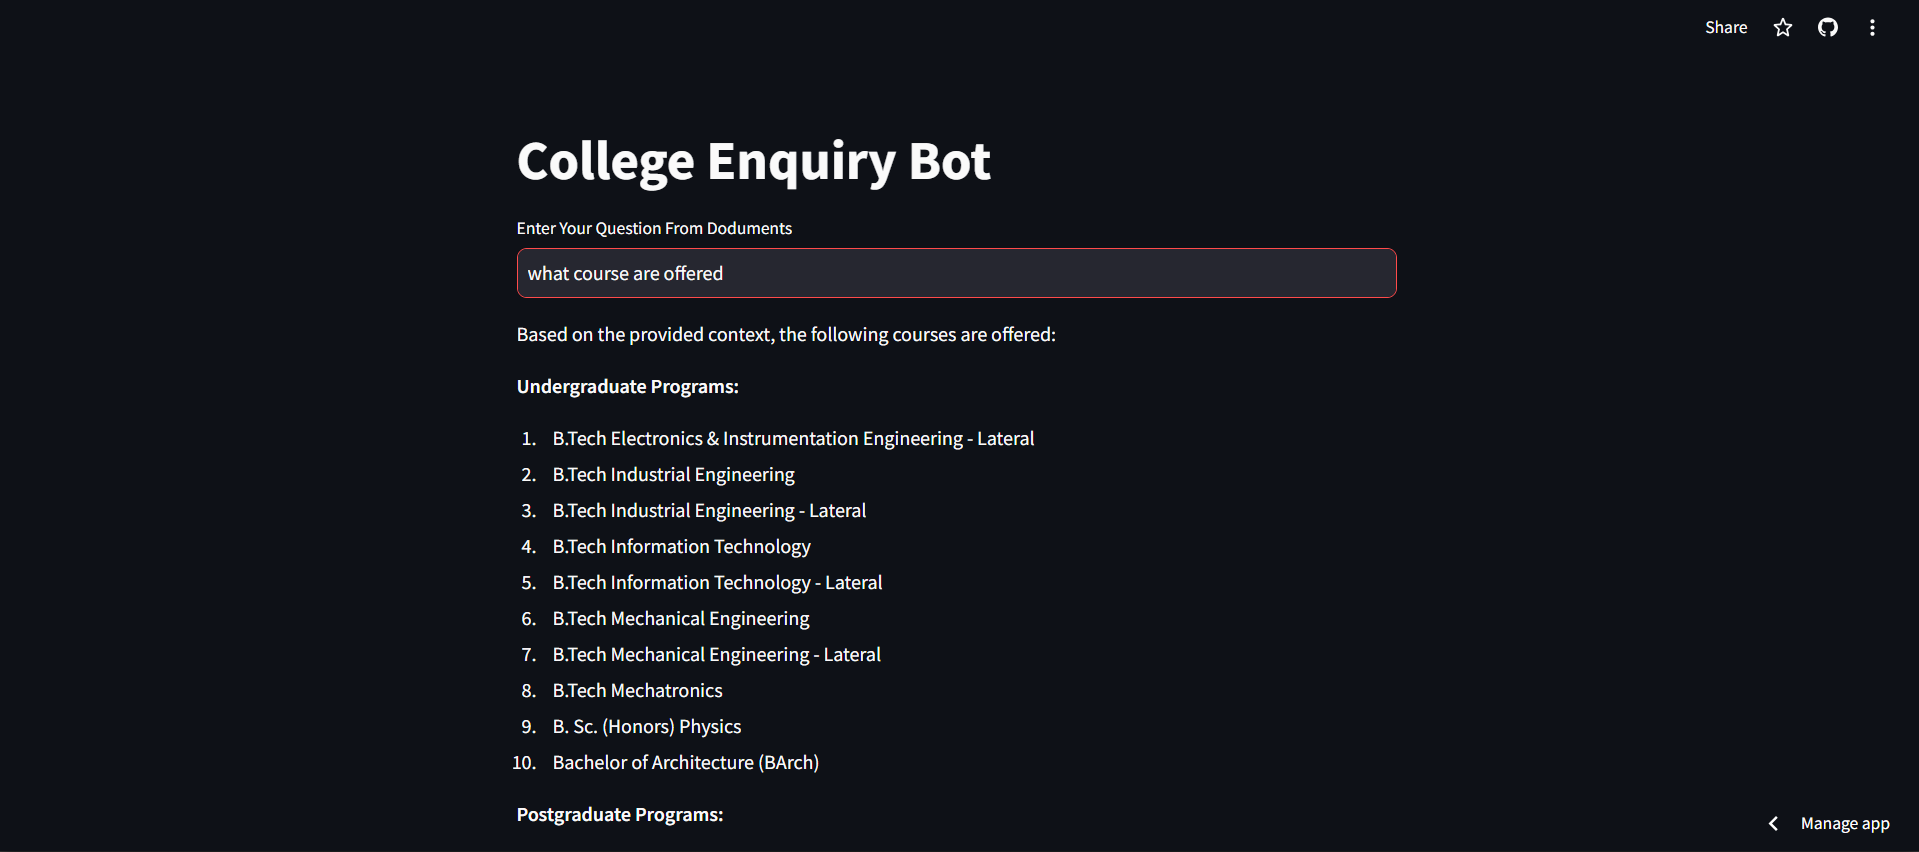 Share
College Enquiry Bot
Enter Your Question From Doduments
what course are offered
Based on the provided context, the following courses are offered:
Undergraduate Programs:
1. B.Tech Electronics & Instrumentation Engineering - Lateral
2. B.Tech Industrial Engineering
3. B.Tech Industrial Engineering - Lateral
4. B.Tech Information Technology
5. B.Tech Information Technology - Lateral
6. B.Tech Mechanical Engineering
7. B.Tech Mechanical Engineering - Lateral
8. B.Tech Mechatronics
9. B. Sc. (Honors) Physics
10. Bachelor of Architecture (BArch)
Postgraduate Programs:
Manage app